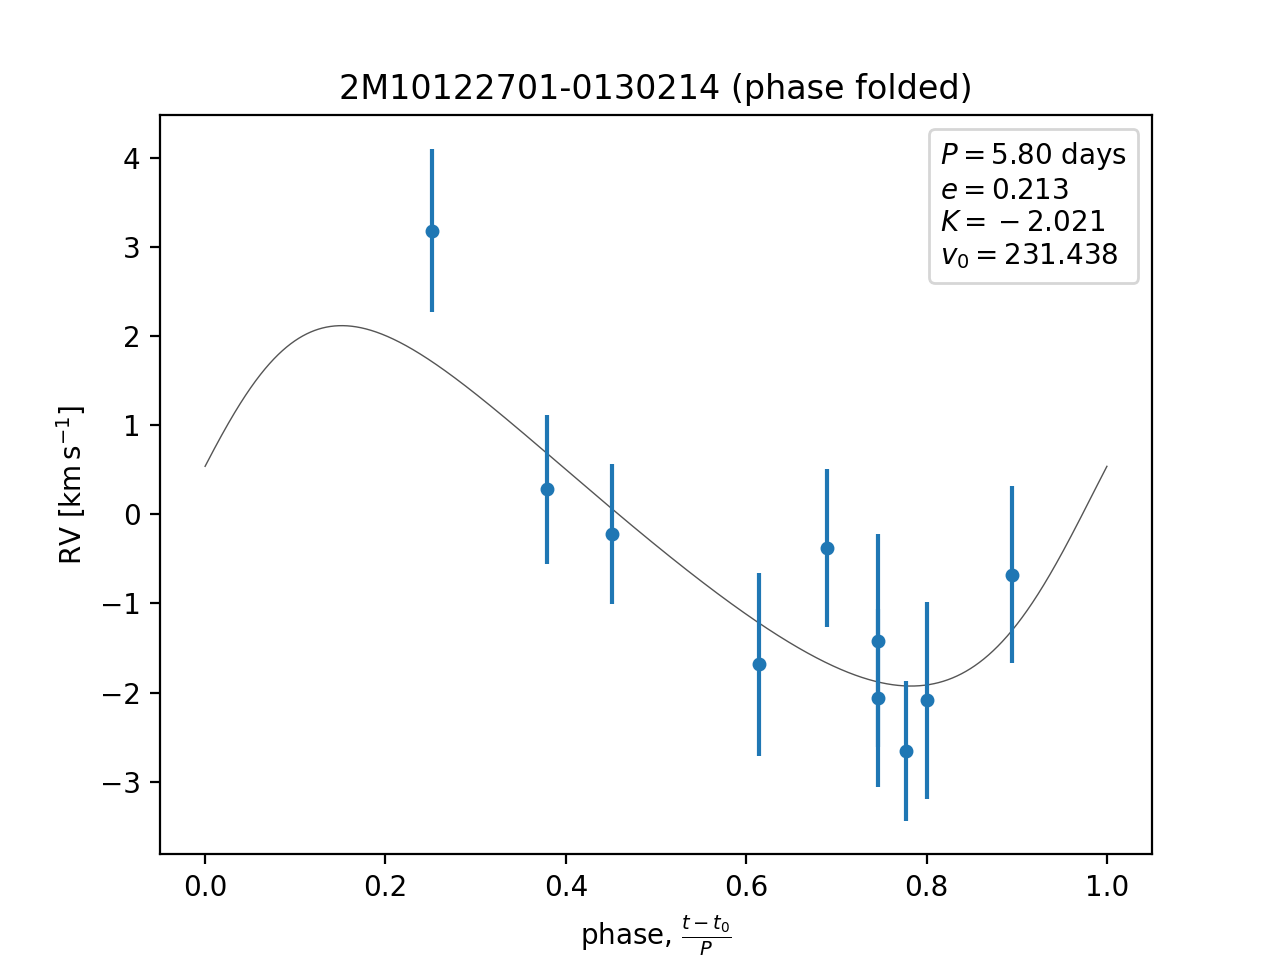 2M10122701-0130214 (phase folded)
P = 5.80 days
e = 0.213
K = −2.021
v₀ = 231.438
4
3
2
1
0
−1
−2
−3
RV [km s⁻¹]
0.0 0.2 0.4 0.6 0.8 1.0
phase, (t − t₀)/P